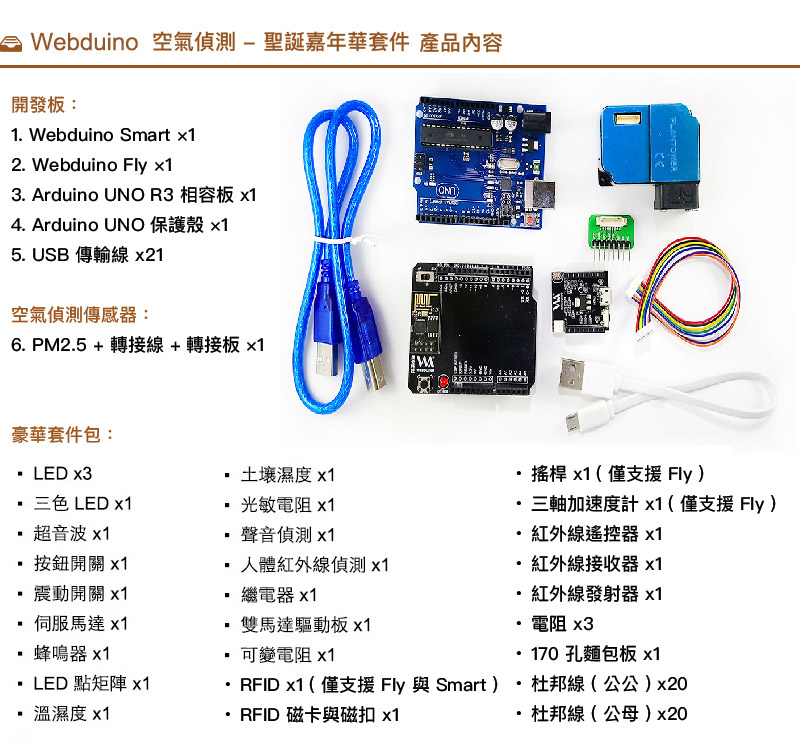 Webduino 空氣偵測 – 聖誕嘉年華套件 產品內容
開發板：
1. Webduino Smart x1
2. Webduino Fly x1
3. Arduino UNO R3 相容板 x1
4. Arduino UNO 保護殼 x1
5. USB 傳輸線 x21
空氣偵測傳感器：
6. PM2.5 + 轉接線 + 轉接板 x1
PLANTOWER
CE
UNO
豪華套件包：
▪ LED x3
▪ 三色 LED x1
▪ 超音波 x1
▪ 按鈕開關 x1
▪ 震動開關 x1
▪ 伺服馬達 x1
▪ 蜂鳴器 x1
▪ LED 點矩陣 x1
▪ 溫濕度 x1
▪ 土壤濕度 x1
▪ 光敏電阻 x1
▪ 聲音偵測 x1
▪ 人體紅外線偵測 x1
▪ 繼電器 x1
▪ 雙馬達驅動板 x1
▪ 可變電阻 x1
• RFID x1 ( 僅支援 Fly 與 Smart )
• RFID 磁卡與磁扣 x1
• 搖桿 x1 ( 僅支援 Fly )
• 三軸加速度計 x1 ( 僅支援 Fly )
• 紅外線遙控器 x1
• 紅外線接收器 x1
• 紅外線發射器 x1
• 電阻 x3
• 170 孔麵包板 x1
• 杜邦線 ( 公公 ) x20
• 杜邦線 ( 公母 ) x20